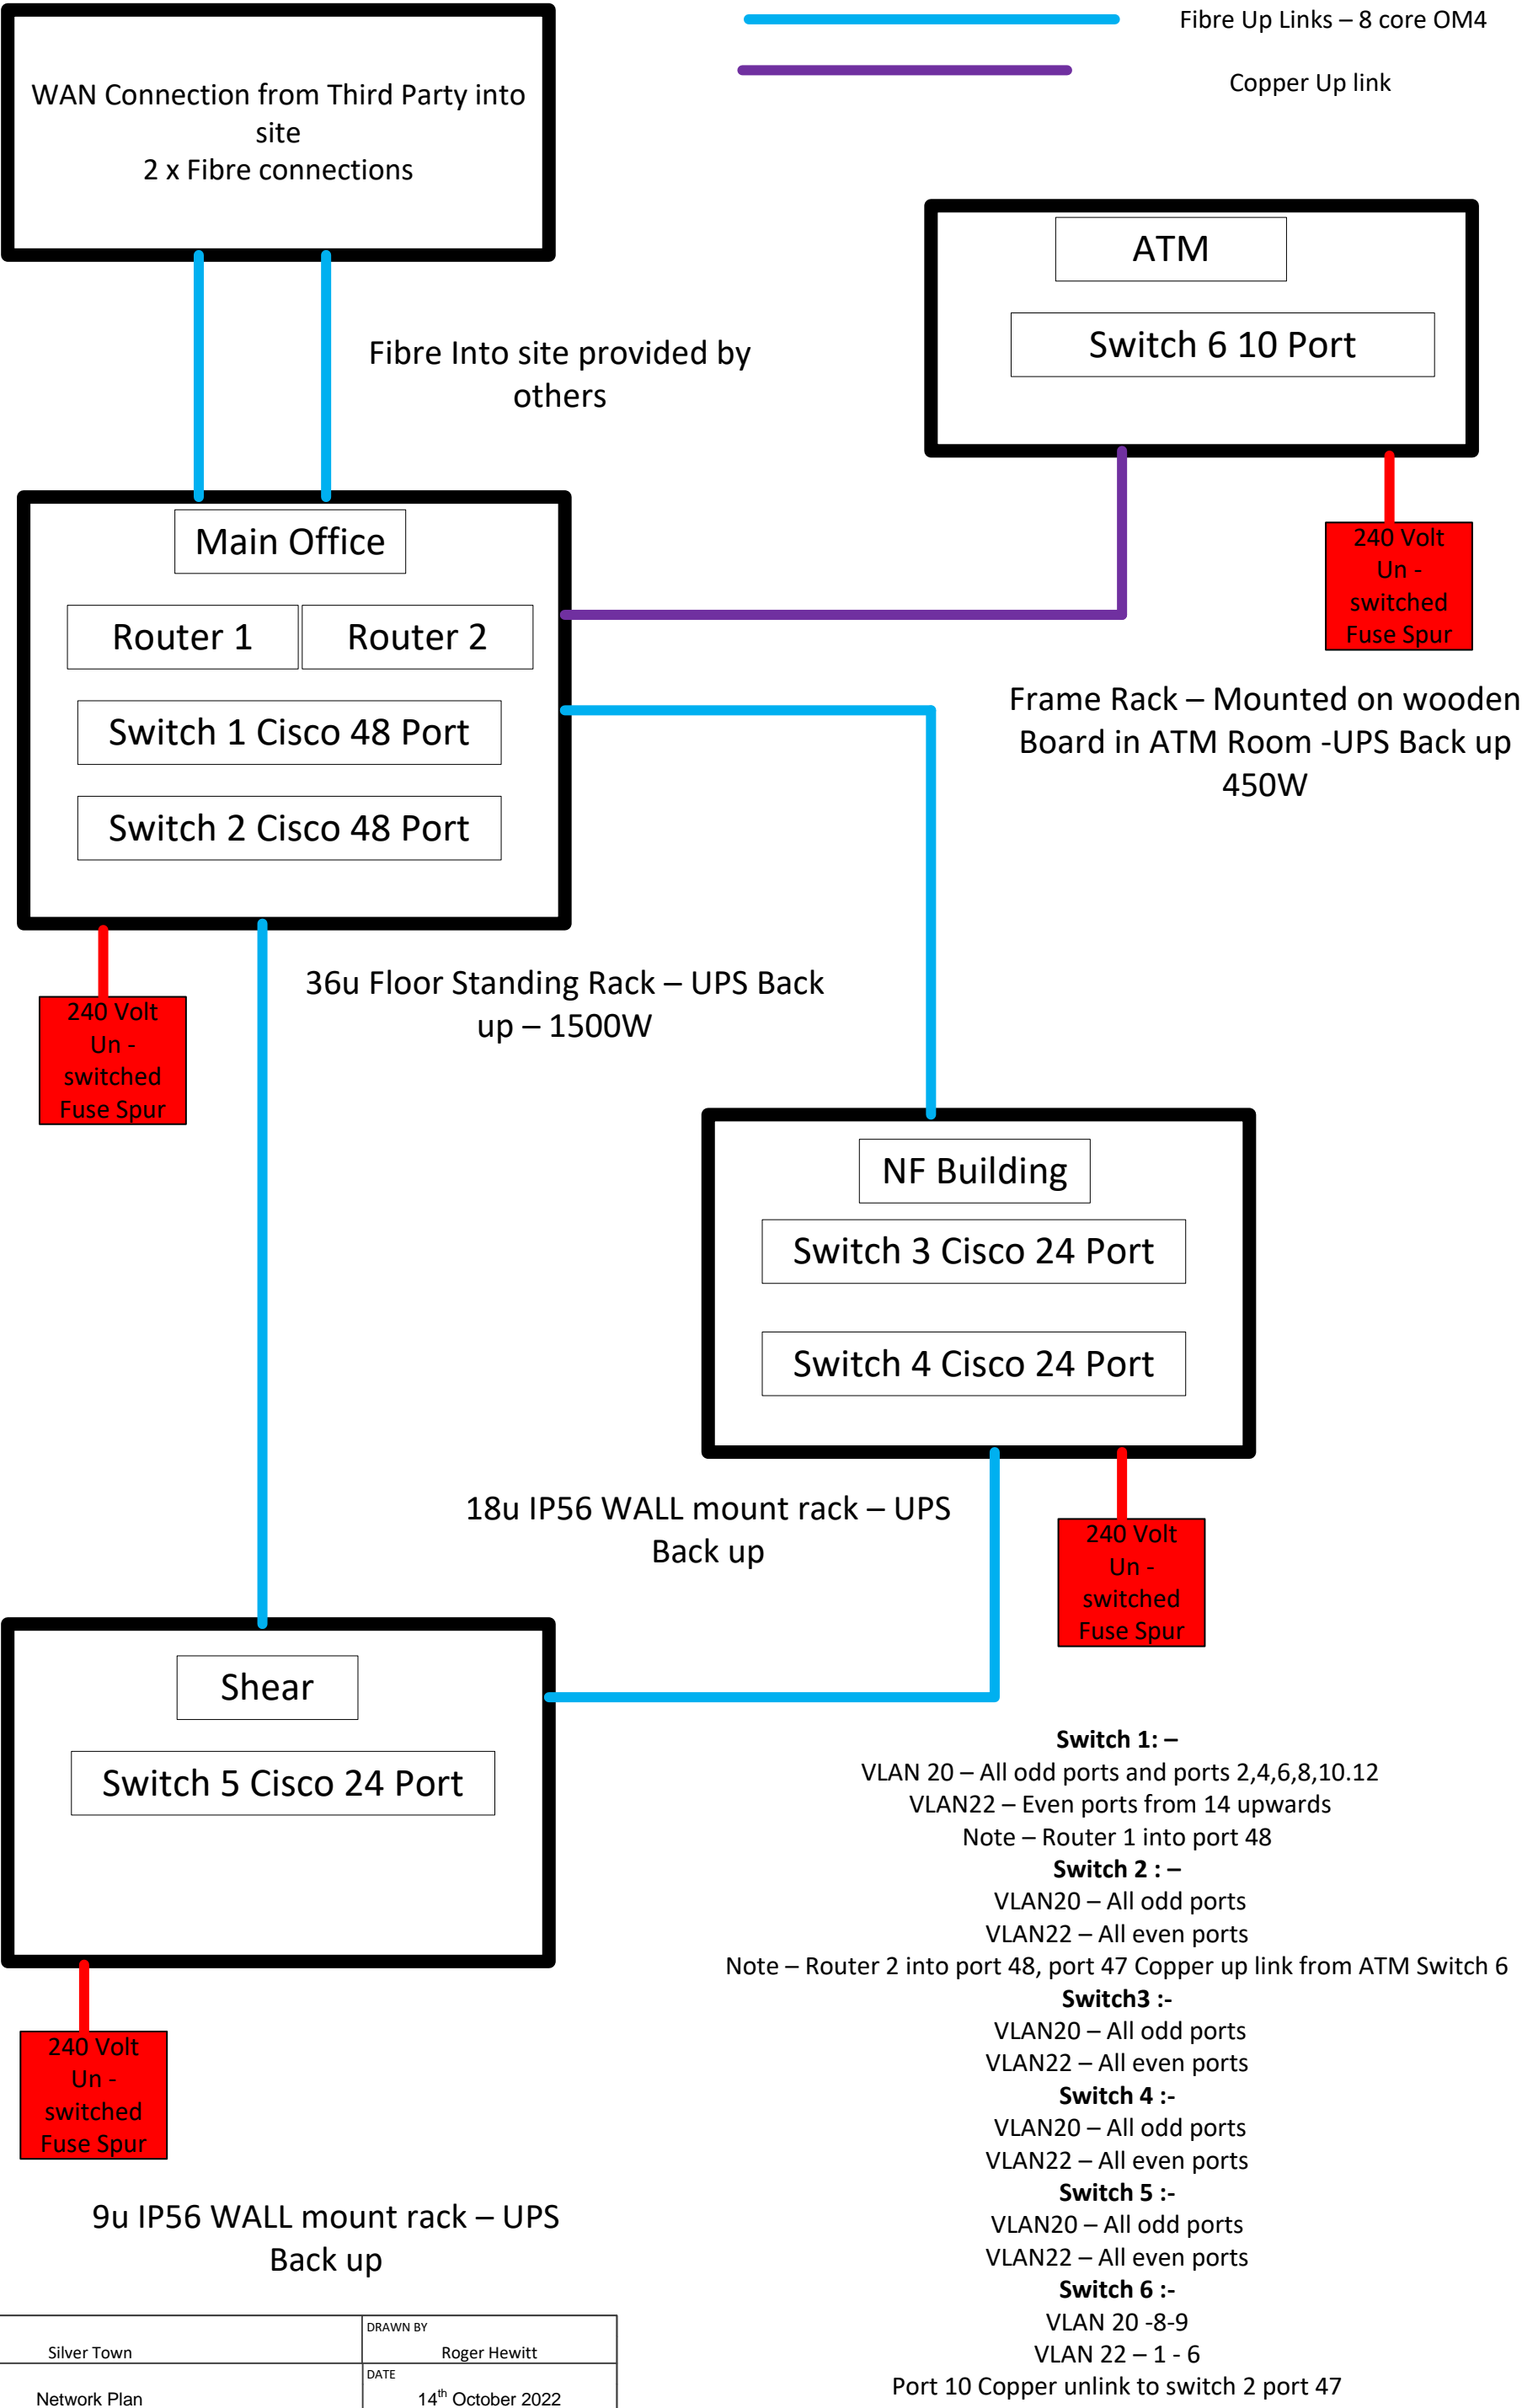 Fibre Up Links – 8 core OM4
Copper Up link
WAN Connection from Third Party into
site
2 x Fibre connections
ATM
Switch 6 10 Port
Fibre Into site provided by
others
Main Office
Router 1
Router 2
Switch 1 Cisco 48 Port
Switch 2 Cisco 48 Port
240 Volt
Un -
switched
Fuse Spur
Frame Rack – Mounted on wooden
Board in ATM Room -UPS Back up
450W
36u Floor Standing Rack – UPS Back
up – 1500W
240 Volt
Un -
switched
Fuse Spur
NF Building
Switch 3 Cisco 24 Port
Switch 4 Cisco 24 Port
18u IP56 WALL mount rack – UPS
Back up
240 Volt
Un -
switched
Fuse Spur
Shear
Switch 5 Cisco 24 Port
240 Volt
Un -
switched
Fuse Spur
9u IP56 WALL mount rack – UPS
Back up
Switch 1: –
VLAN 20 – All odd ports and ports 2,4,6,8,10.12
VLAN22 – Even ports from 14 upwards
Note – Router 1 into port 48
Switch 2 : –
VLAN20 – All odd ports
VLAN22 – All even ports
Note – Router 2 into port 48, port 47 Copper up link from ATM Switch 6
Switch3 :-
VLAN20 – All odd ports
VLAN22 – All even ports
Switch 4 :-
VLAN20 – All odd ports
VLAN22 – All even ports
Switch 5 :-
VLAN20 – All odd ports
VLAN22 – All even ports
Switch 6 :-
VLAN 20 -8-9
VLAN 22 – 1 - 6
Port 10 Copper unlink to switch 2 port 47
Silver Town
DRAWN BY
Roger Hewitt
Network Plan
DATE
14th October 2022